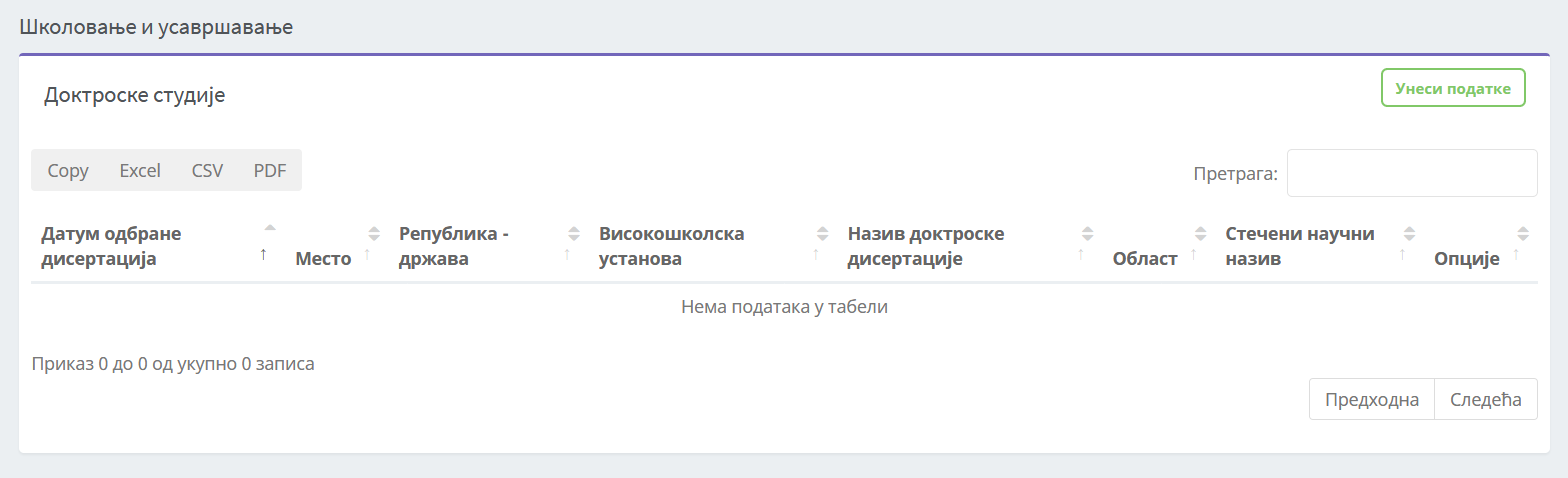 Школовање и усавршавање
Доктроске студије
Унеси податке
Copy Excel CSV PDF
Претрага:
Датум одбране дисертација
Место
Република - држава
Високошколска установа
Назив доктроске дисертације
Област
Стечени научни назив
Опције
Нема података у табели
Приказ 0 до 0 од укупно 0 записа
Предходна Следећа